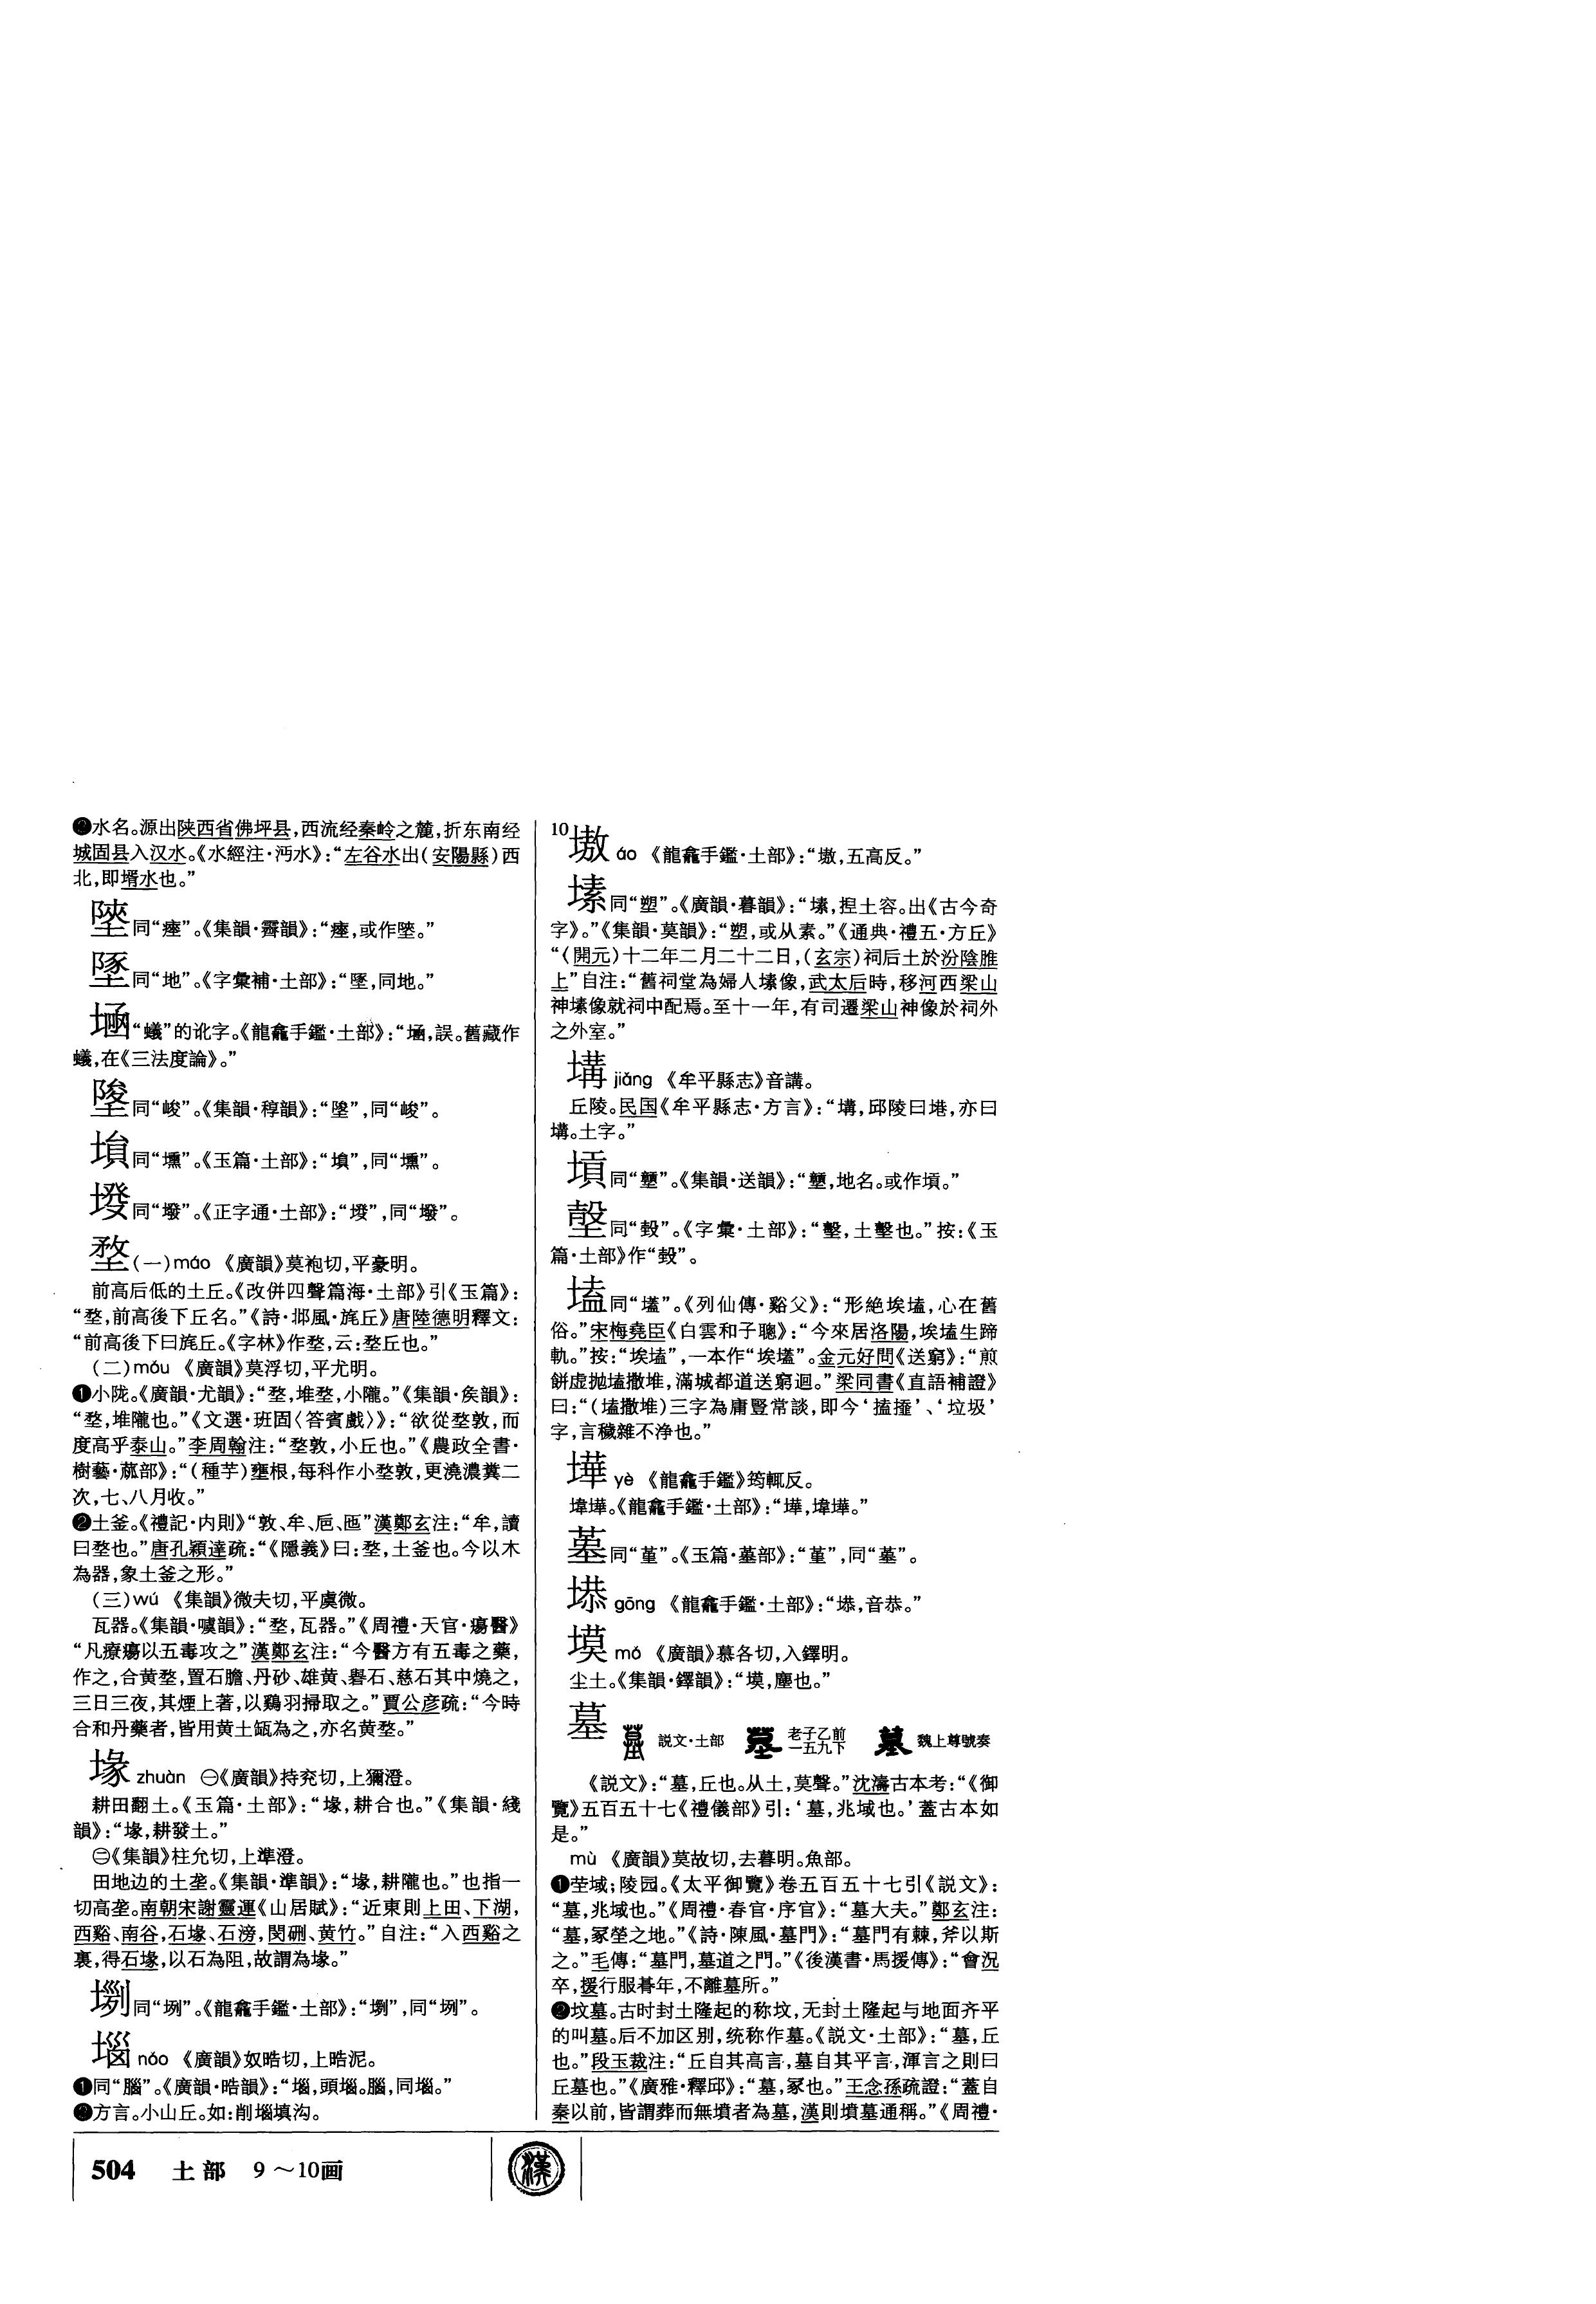 ❸水名。源出陕西省佛坪县,西流经秦岭之麓,折东南经
城固县入汉水。《水經注·沔水》:“左谷水出(安陽縣)西
北,即壻水也。”
同“瘞”。《集韻·霽韻》:“瘞,或作。”
墜同“地”。《字彙補·土部》:“墜,同地。”
“蟻”的讹字。《龍龕手鑑·土部》:“,誤。舊藏作
蟻,在《三法度論》。”
同“峻”。《集韻·稕韻》:“”,同“峻”。
塤同“壎”。《玉篇·土部》:“塤”,同“壎”。
同“墢”。《正字通·土部》:“”,同“墢”。
堥(一)máo 《廣韻》莫袍切,平豪明。
前高后低的土丘。《改併四聲篇海·土部》引《玉篇》:
“堥,前高後下丘名。”《詩·邶風·旄丘》唐陸德明釋文:
“前高後下曰旄丘。《字林》作堥,云:堥丘也。”
(二)móu 《廣韻》莫浮切,平尤明。
❶小陇。《廣韻·尤韻》:“堥,堆堥,小隴。”《集韻·矦韻》:
“堥,堆隴也。”《文選·班固〈答賓戲〉》:“欲從堥敦,而
度高乎泰山。”李周翰注:“堥敦,小丘也。”《農政全書·
樹藝·蓏部》:“(種芋)壅根,每科作小堥敦,更澆濃糞二
次,七、八月收。”
❷土釜。《禮記·内則》“敦、牟、巵、匜”漢鄭玄注:“牟,讀
曰堥也。”唐孔穎達疏:“《隱義》曰:堥,土釜也。今以木
為器,象土釜之形。”
(三)wú 《集韻》微夫切,平虞微。
瓦器。《集韻·噳韻》:“堥,瓦器。”《周禮·天官·瘍醫》
“凡療瘍以五毒攻之”漢鄭玄注:“今醫方有五毒之藥,
作之,合黄堥,置石膽、丹砂、雄黄、礜石、慈石其中燒之,
三日三夜,其煙上著,以鷄羽掃取之。”賈公彦疏:“今時
合和丹藥者,皆用黄土瓿為之,亦名黄堥。”
堟 zhuàn ㊀《廣韻》持兖切,上獮澄。
耕田翻土。《玉篇·土部》:“堟,耕合也。”《集韻·綫
韻》:“堟,耕發土。”
㊁《集韻》柱允切,上準澄。
田地边的土垄。《集韻·準韻》:“堟,耕隴也。”也指一
切高垄。南朝宋謝靈運《山居賦》:“近東則上田、下湖,
西谿、南谷,石堟、石滂,閔硎、黄竹。”自注:“入西谿之
裏,得石堟,以石為阻,故謂為堟。”
同“㘺”。《龍龕手鑑·土部》:“”,同“㘺”。
堖 nǎo 《廣韻》奴晧切,上晧泥。
❶同“腦”。《廣韻·晧韻》:“堖,頭堖。腦,同堖。”
❷方言。小山丘。如:削堖填沟。
10
塐 áo 《龍龕手鑑·土部》:“,五高反。”
塐同“塑”。《廣韻·暮韻》:“塐,揑土容。出《古今奇
字》。”《集韻·莫韻》:“塑,或从素。”《通典·禮五·方丘》
“(開元)十二年二月二十二日,(玄宗)祠后土於汾陰脽
上”自注:“舊祠堂為婦人塐像,武太后時,移河西梁山
神塐像就祠中配焉。至十一年,有司遷梁山神像於祠外
之外室。”
塂 jiǎng 《牟平縣志》音講。
丘陵。民国《牟平縣志·方言》:“塂,邱陵曰塂,亦曰
塂。土字。”
塻同“”。《集韻·送韻》:“,地名。或作。”
同“㲉”。《字彙·土部》:“,土也。”按:《玉
篇·土部》作“㲉”。
塧同“壒”。《列仙傳·谿父》:“形絶埃塧,心在舊
俗。”宋梅堯臣《白雲和子聰》:“今來居洛陽,埃塧生蹄
軌。”按:“埃塧”,一本作“埃壒”。金元好問《送窮》:“煎
餅虚抛塧撒堆,滿城都道送窮迴。”梁同書《直語補證》
曰:“(塧撒堆)三字為庸豎常談,即今‘搕㩉’、‘垃圾’
字,言穢雜不净也。”
墷 yè 《龍龕手鑑》筠輒反。
㙔墷。《龍龕手鑑·土部》:“墷,㙔墷。”
同“堇”。《玉篇·墓部》:“堇”,同“”。
塨 gōng 《龍龕手鑑·土部》:“塨,音恭。”
塻 mó 《廣韻》慕各切,入鐸明。
尘土。《集韻·鐸韻》:“塻,塵也。”
墓 説文·土部 老子乙前一五九下 魏上尊號奏
《説文》:“墓,丘也。从土,莫聲。”沈濤古本考:“《御
覽》五百五十七《禮儀部》引:‘墓,兆域也。’蓋古本如
是。”
mù 《廣韻》莫故切,去暮明。魚部。
❶茔域;陵园。《太平御覽》卷五百五十七引《説文》:
“墓,兆域也。”《周禮·春官·序官》:“墓大夫。”鄭玄注:
“墓,冢塋之地。”《詩·陳風·墓門》:“墓門有棘,斧以斯
之。”毛傳:“墓門,墓道之門。”《後漢書·馬援傳》:“會況
卒,援行服朞年,不離墓所。”
❷坟墓。古时封土隆起的称坟,无封土隆起与地面齐平
的叫墓。后不加区别,统称作墓。《説文·土部》:“墓,丘
也。”段玉裁注:“丘自其高言,墓自其平言,渾言之則曰
丘墓也。”《廣雅·釋邱》:“墓,冢也。”王念孫疏證:“蓋自
秦以前,皆謂葬而無墳者為墓,漢則墳墓通稱。”《周禮·
504 土部 9～10画
漢